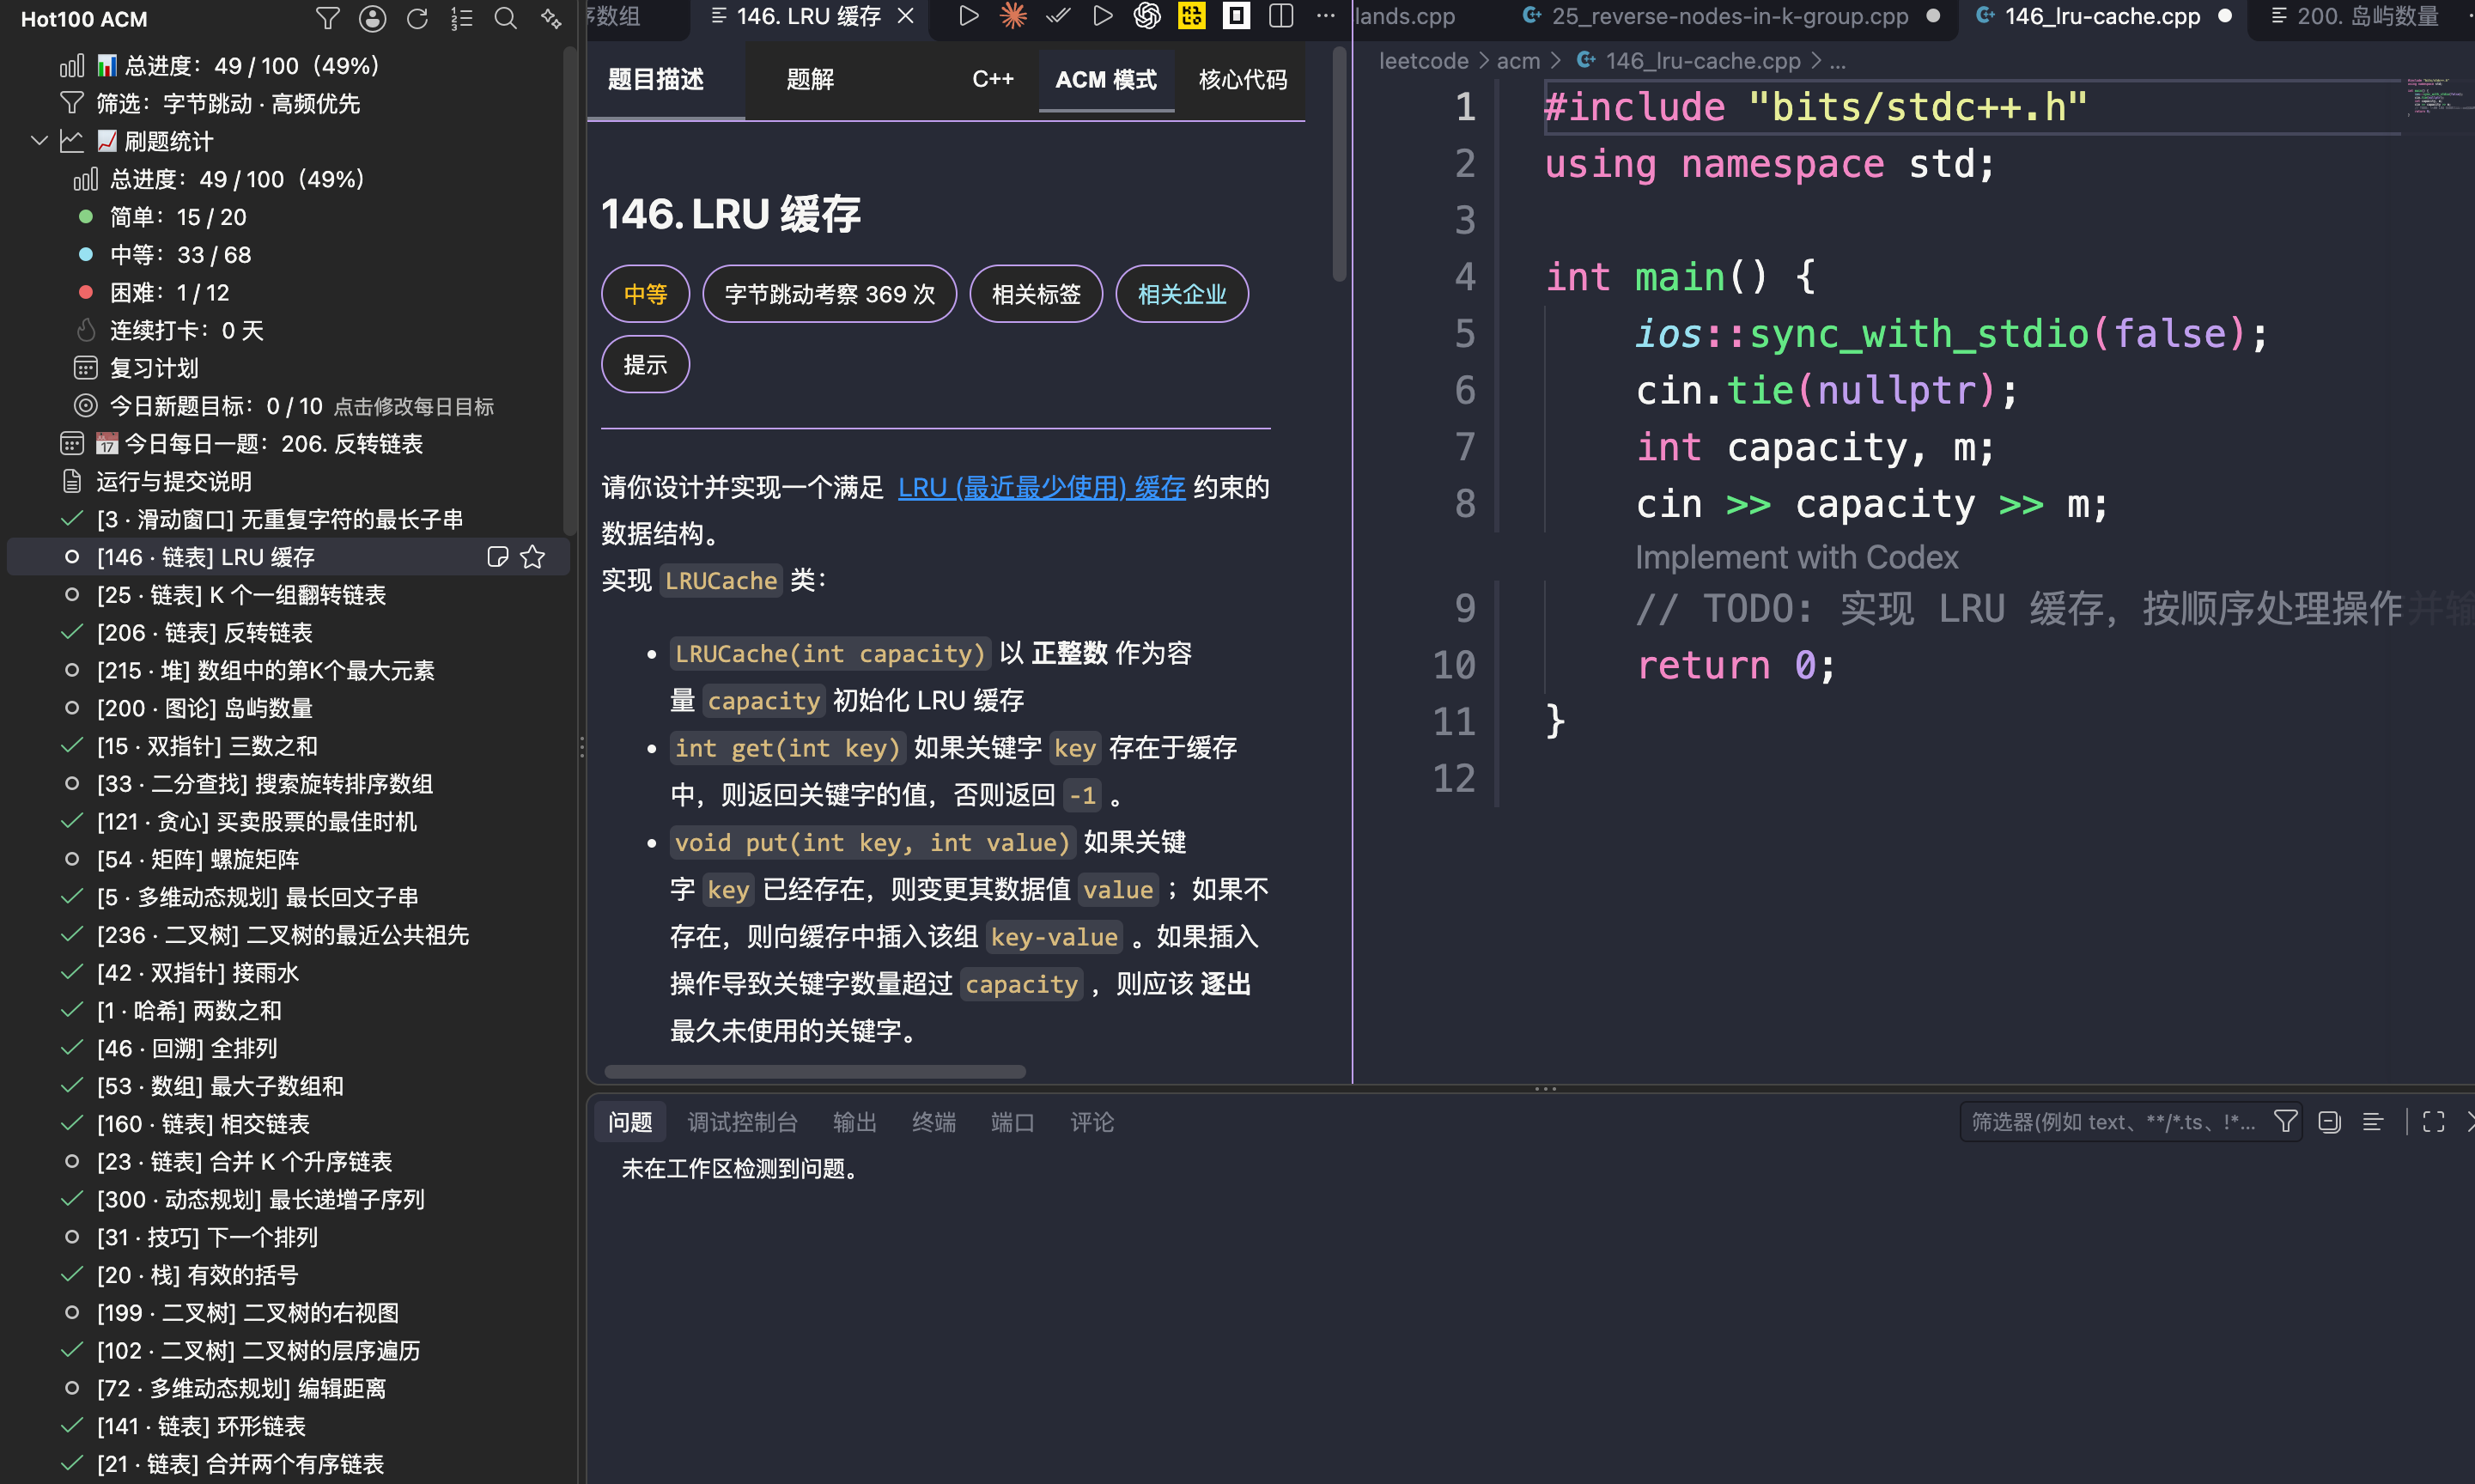 Hot100 ACM
总进度：49 / 100（49%）
筛选：字节跳动 · 高频优先
刷题统计
总进度：49 / 100（49%）
简单：15 / 20
中等：33 / 68
困难：1 / 12
连续打卡：0 天
复习计划
今日新题目标：0 / 10 点击修改每日目标
17 今日每日一题：206. 反转链表
运行与提交说明
[3 · 滑动窗口] 无重复字符的最长子串
[146 · 链表] LRU 缓存
[25 · 链表] K 个一组翻转链表
[206 · 链表] 反转链表
[215 · 堆] 数组中的第K个最大元素
[200 · 图论] 岛屿数量
[15 · 双指针] 三数之和
[33 · 二分查找] 搜索旋转排序数组
[121 · 贪心] 买卖股票的最佳时机
[54 · 矩阵] 螺旋矩阵
[5 · 多维动态规划] 最长回文子串
[236 · 二叉树] 二叉树的最近公共祖先
[42 · 双指针] 接雨水
[1 · 哈希] 两数之和
[46 · 回溯] 全排列
[53 · 数组] 最大子数组和
[160 · 链表] 相交链表
[23 · 链表] 合并 K 个升序链表
[300 · 动态规划] 最长递增子序列
[31 · 技巧] 下一个排列
[20 · 栈] 有效的括号
[199 · 二叉树] 二叉树的右视图
[102 · 二叉树] 二叉树的层序遍历
[72 · 多维动态规划] 编辑距离
[141 · 链表] 环形链表
[21 · 链表] 合并两个有序链表
序数组
146. LRU 缓存
题目描述
题解
C++
ACM 模式
核心代码
146. LRU 缓存
中等
字节跳动考察 369 次
相关标签
相关企业
提示
请你设计并实现一个满足 LRU (最近最少使用) 缓存 约束的
数据结构。
实现 LRUCache 类：
• LRUCache(int capacity) 以 正整数 作为容
量 capacity 初始化 LRU 缓存
• int get(int key) 如果关键字 key 存在于缓存
中，则返回关键字的值，否则返回 -1 。
• void put(int key, int value) 如果关键
字 key 已经存在，则变更其数据值 value ；如果不
存在，则向缓存中插入该组 key-value 。如果插入
操作导致关键字数量超过 capacity ，则应该 逐出
最久未使用的关键字。
lands.cpp
25_reverse-nodes-in-k-group.cpp
146_lru-cache.cpp
200. 岛屿数量
leetcode > acm > 146_lru-cache.cpp > ...
1 #include "bits/stdc++.h"
2 using namespace std;
3
4 int main() {
5 ios::sync_with_stdio(false);
6 cin.tie(nullptr);
7 int capacity, m;
8 cin >> capacity >> m;
Implement with Codex
9 // TODO: 实现 LRU 缓存，按顺序处理操作并输
10 return 0;
11 }
12
问题
调试控制台
输出
终端
端口
评论
筛选器(例如 text、**/*.ts、!*...
未在工作区检测到问题。